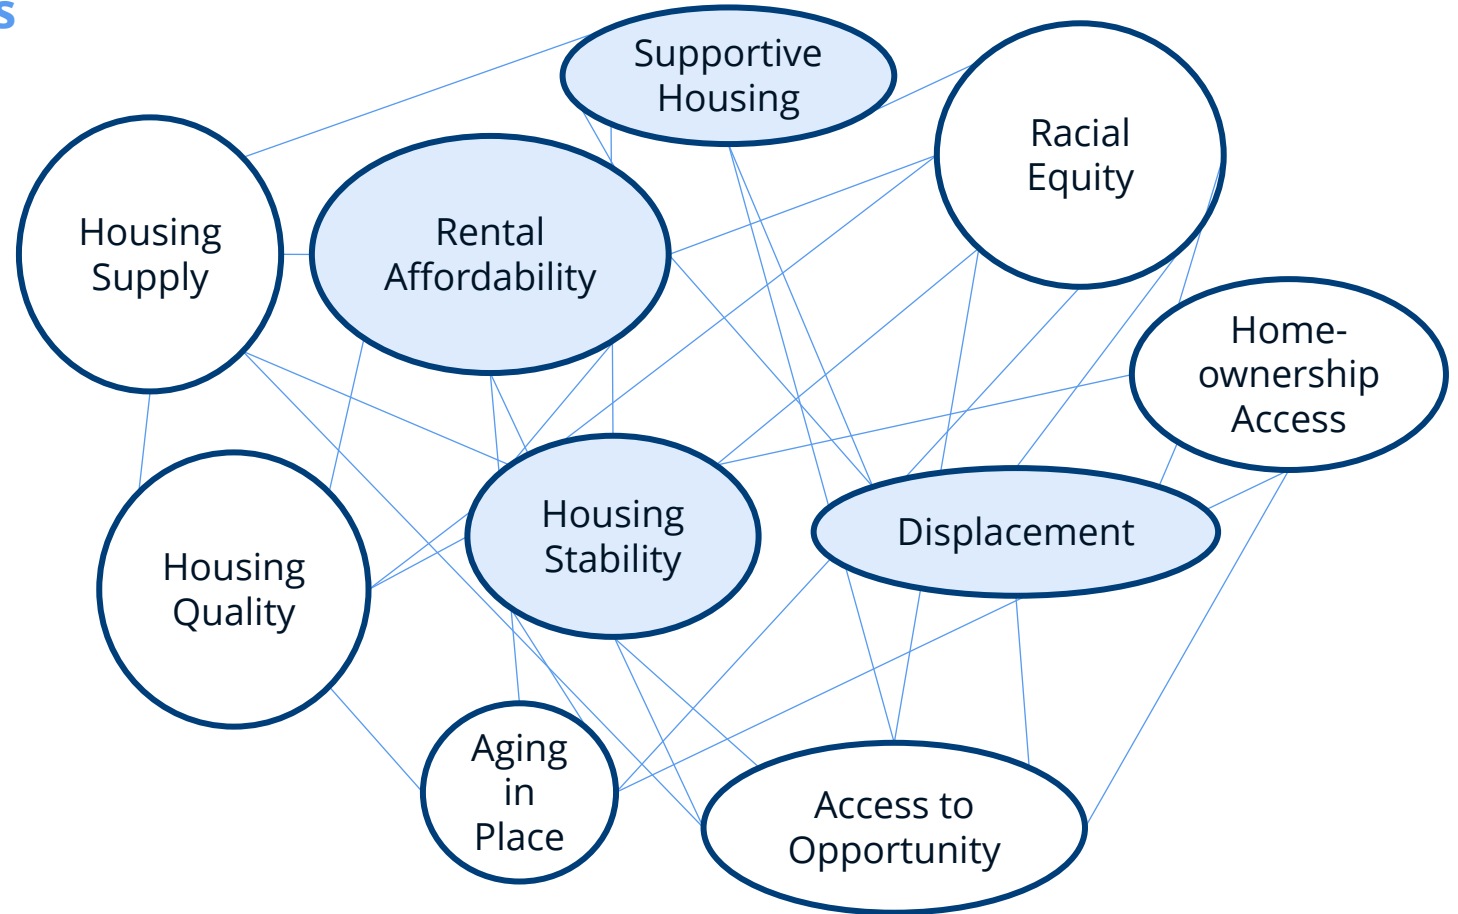 s
Supportive
Housing
Racial
Equity
Housing
Supply
Rental
Affordability
Home-
ownership
Access
Housing
Quality
Housing
Stability
Displacement
Aging
in
Place
Access to
Opportunity